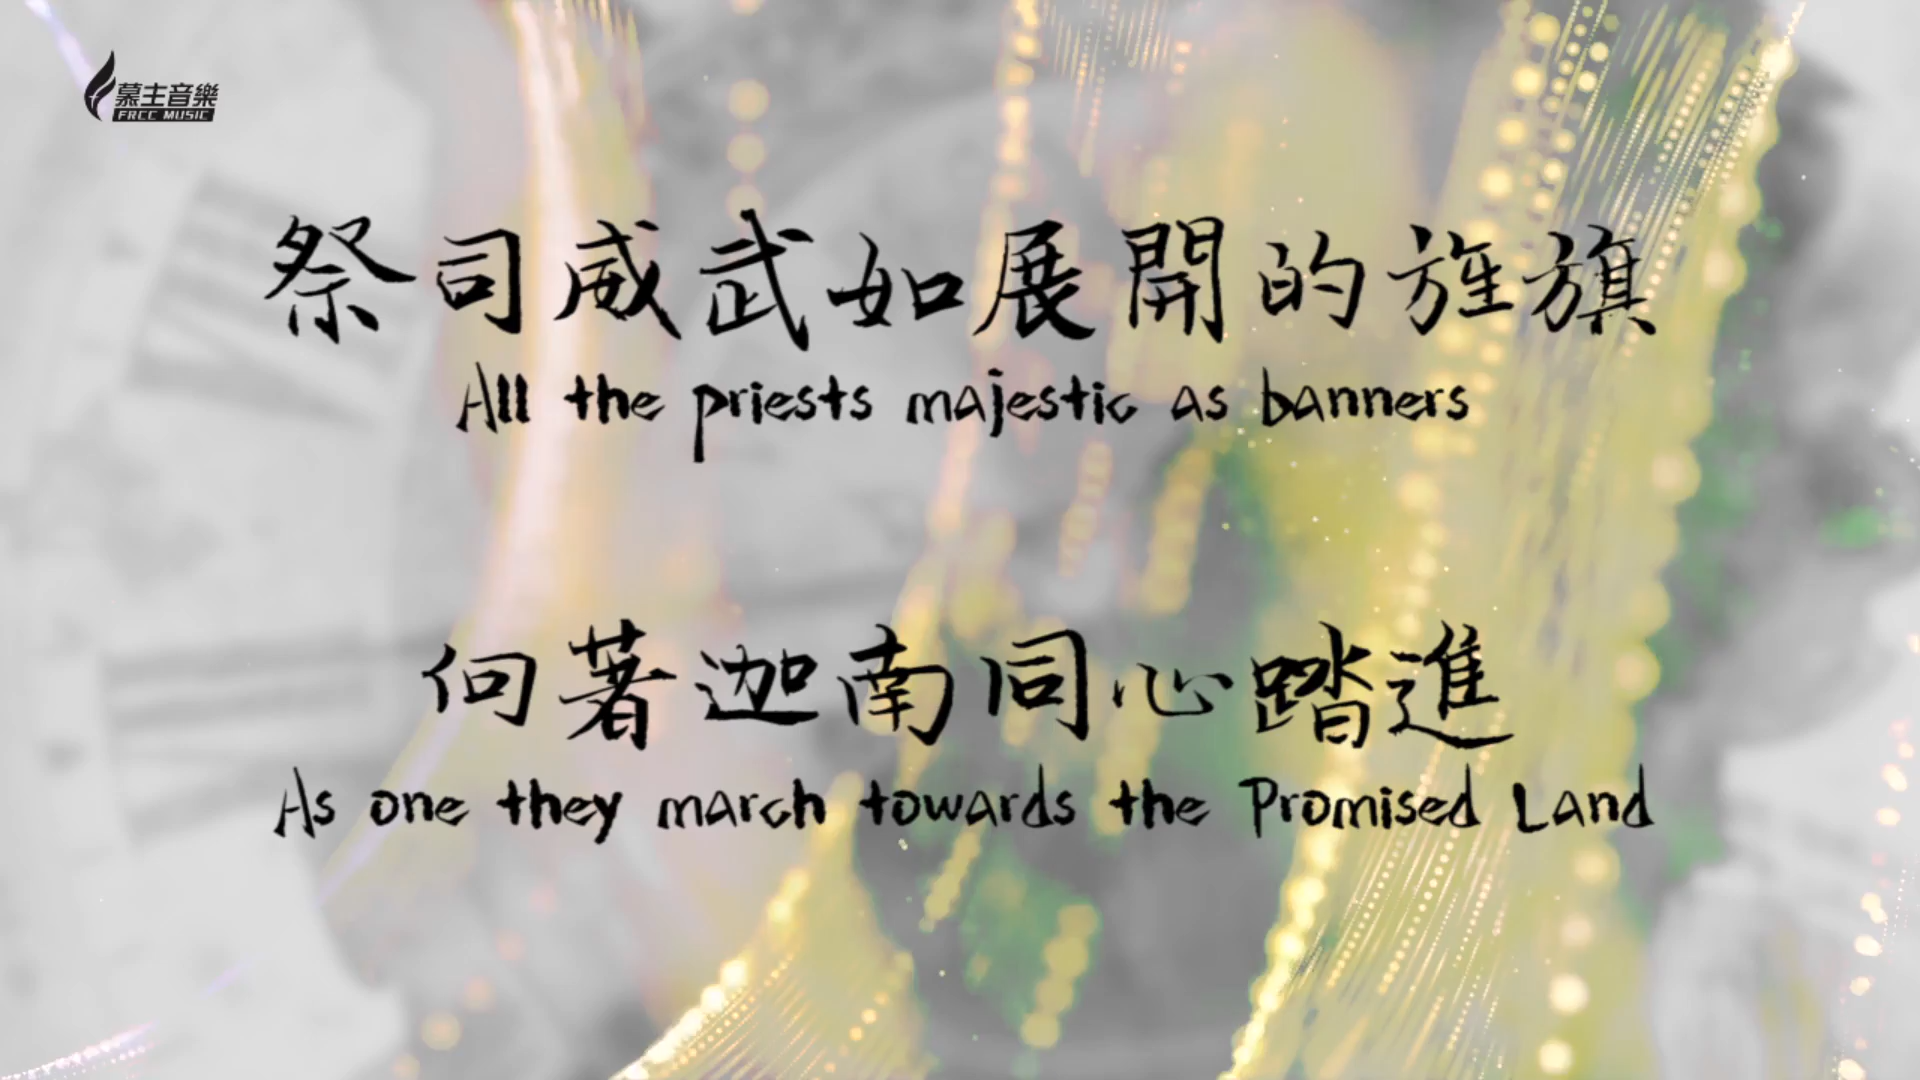 慕主音樂
FRCC MUSIC
祭司威武如展開的旌旗
All the priests majestic as banners
向著迦南同心踏進
As one they march towards the Promised Land